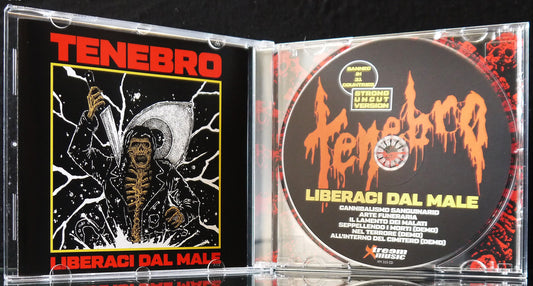 TENEBRO
LIBERACI DAL MALE
BANNED
IN
31
COUNTRIES
STRONG
UNCUT
VERSION
Tenebro
LIBERACI DAL MALE
CANNIBALISMO SANGUINARIO
ARTE FUNERARIA
IL LAMENTO DEI MALATI
SEPPELLENDO I MORTI (DEMO)
NEL TERRORE (DEMO)
ALL'INTERNO DEL CIMITERO (DEMO)
Xtreem
music